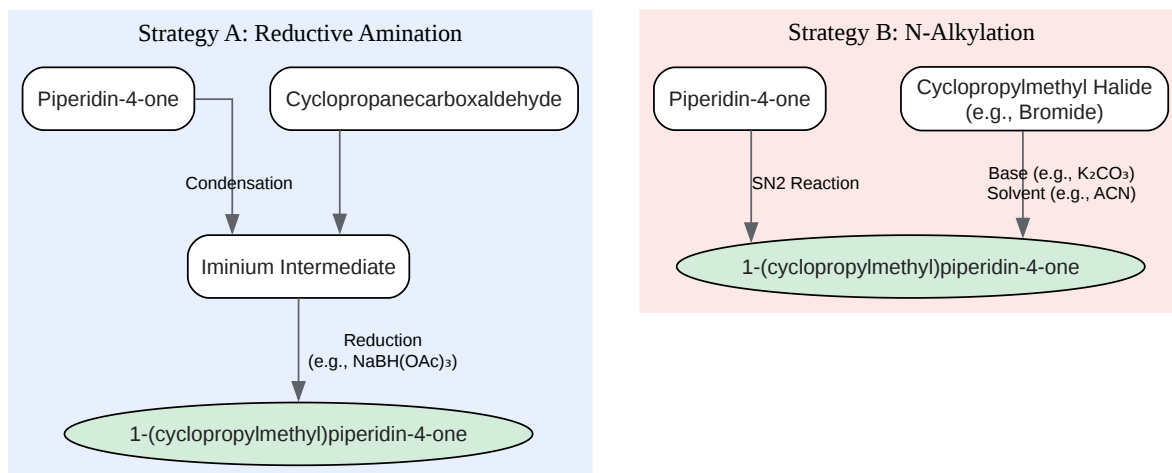 Strategy A: Reductive Amination
Piperidin-4-one
Cyclopropanecarboxaldehyde
Condensation
Iminium Intermediate
Reduction
(e.g., NaBH(OAc)₃)
1-(cyclopropylmethyl)piperidin-4-one
Strategy B: N-Alkylation
Piperidin-4-one
Cyclopropylmethyl Halide
(e.g., Bromide)
SN2 Reaction
Base (e.g., K₂CO₃)
Solvent (e.g., ACN)
1-(cyclopropylmethyl)piperidin-4-one